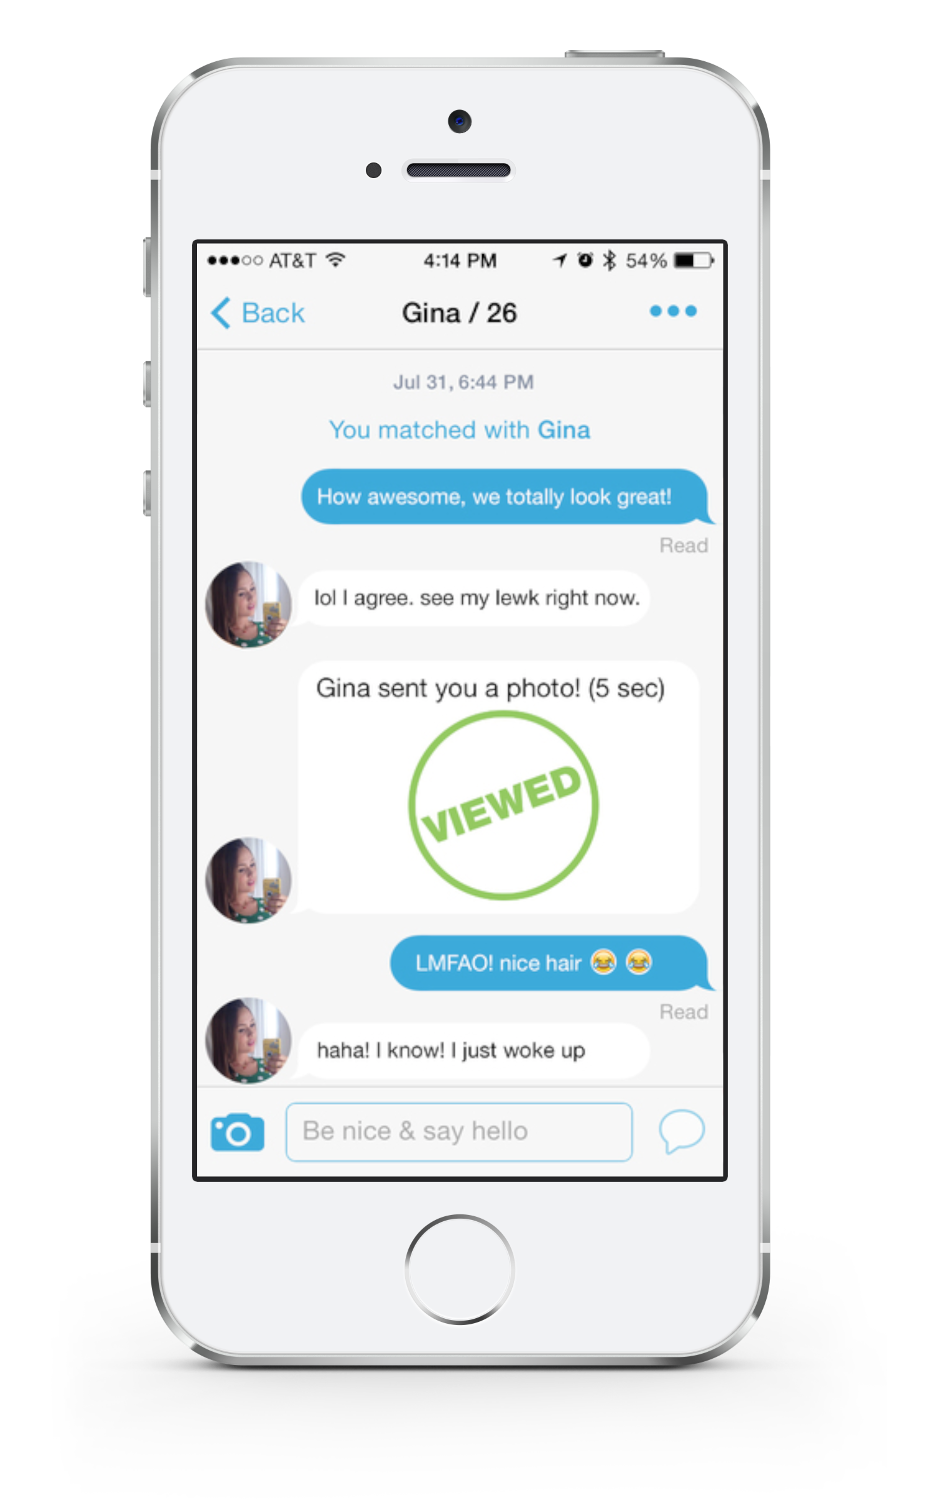 AT&T 4:14 PM 54%
Back Gina / 26
Jul 31, 6:44 PM
You matched with Gina
How awesome, we totally look great!
Read
lol I agree. see my lewk right now.
Gina sent you a photo! (5 sec)
VIEWED
LMFAO! nice hair 😂 😂
Read
haha! I know! I just woke up
Be nice & say hello